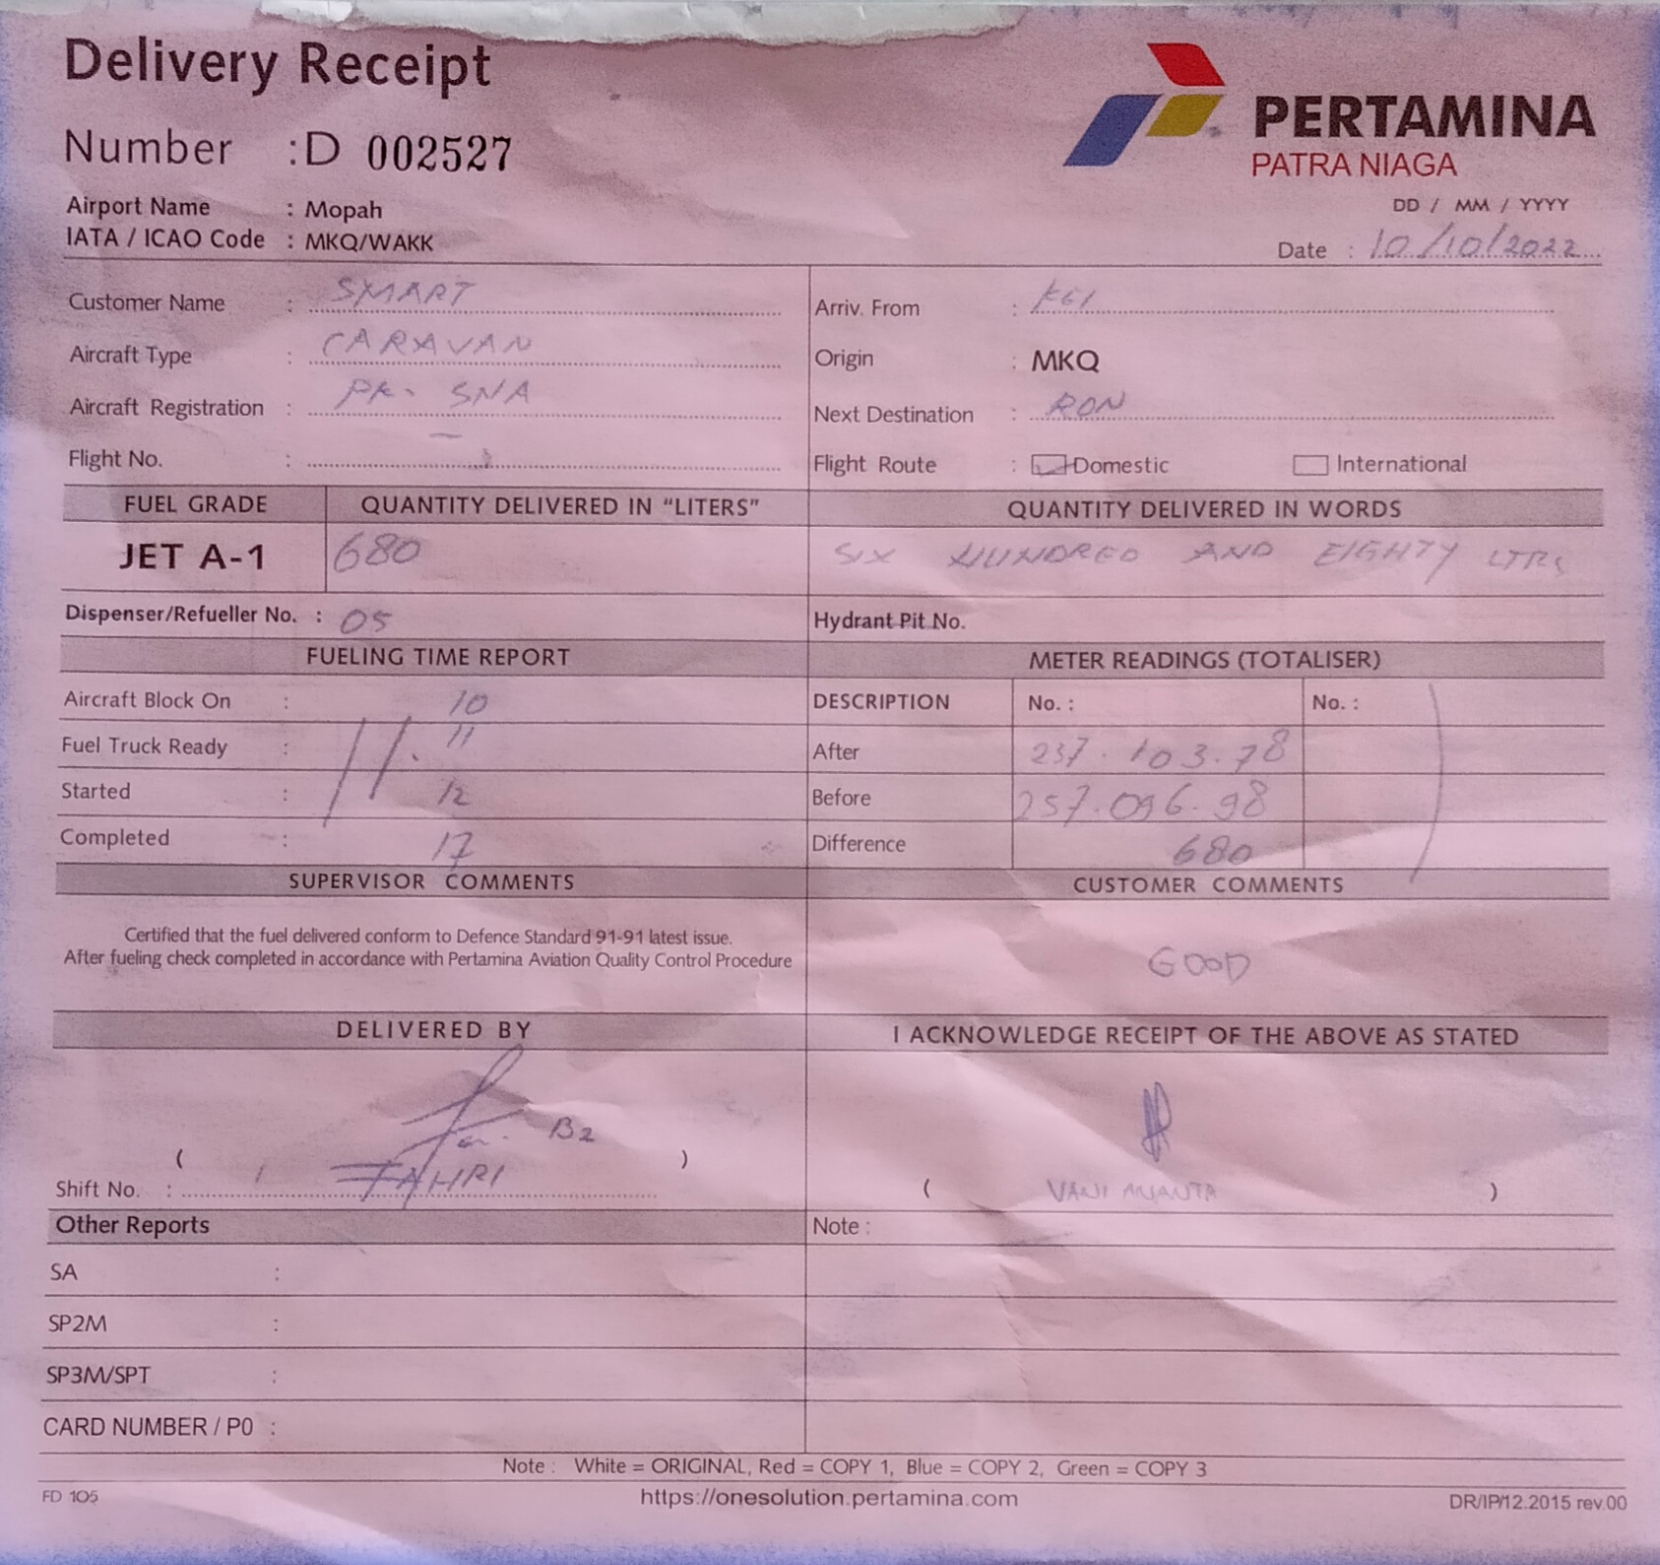 Delivery Receipt
Number : D 002527
PERTAMINA
PATRA NIAGA
Airport Name : Mopah
IATA / ICAO Code : MKQ/WAKK
DD / MM / YYYY
Date : 10/10/2022
Customer Name : SMART
Arriv. From :
Aircraft Type : CARAVAN
Origin : MKQ
Aircraft Registration : PK- SNA
Next Destination : RON
Flight No. : -
Flight Route : Domestic International
FUEL GRADE QUANTITY DELIVERED IN "LITERS" QUANTITY DELIVERED IN WORDS
JET A-1 680 SIX HUNDRED AND EIGHTY LTRS
Dispenser/Refueller No. : 05 Hydrant Pit No.
FUELING TIME REPORT METER READINGS (TOTALISER)
Aircraft Block On : 10 DESCRIPTION No. : No. :
Fuel Truck Ready : 11. 11 After 257.103.78
Started : 12 Before 257.096.98
Completed : 17 Difference 680
SUPERVISOR COMMENTS CUSTOMER COMMENTS
Certified that the fuel delivered conform to Defence Standard 91-91 latest issue.
After fueling check completed in accordance with Pertamina Aviation Quality Control Procedure
GOOD
DELIVERED BY I ACKNOWLEDGE RECEIPT OF THE ABOVE AS STATED
B2
( )
Shift No. : 1 FAHRI
( )
Other Reports Note :
SA :
SP2M :
SP3M/SPT :
CARD NUMBER / P0 :
Note : White = ORIGINAL, Red = COPY 1, Blue = COPY 2, Green = COPY 3
FD 105 https://onesolution.pertamina.com DR/IP/12.2015 rev.00